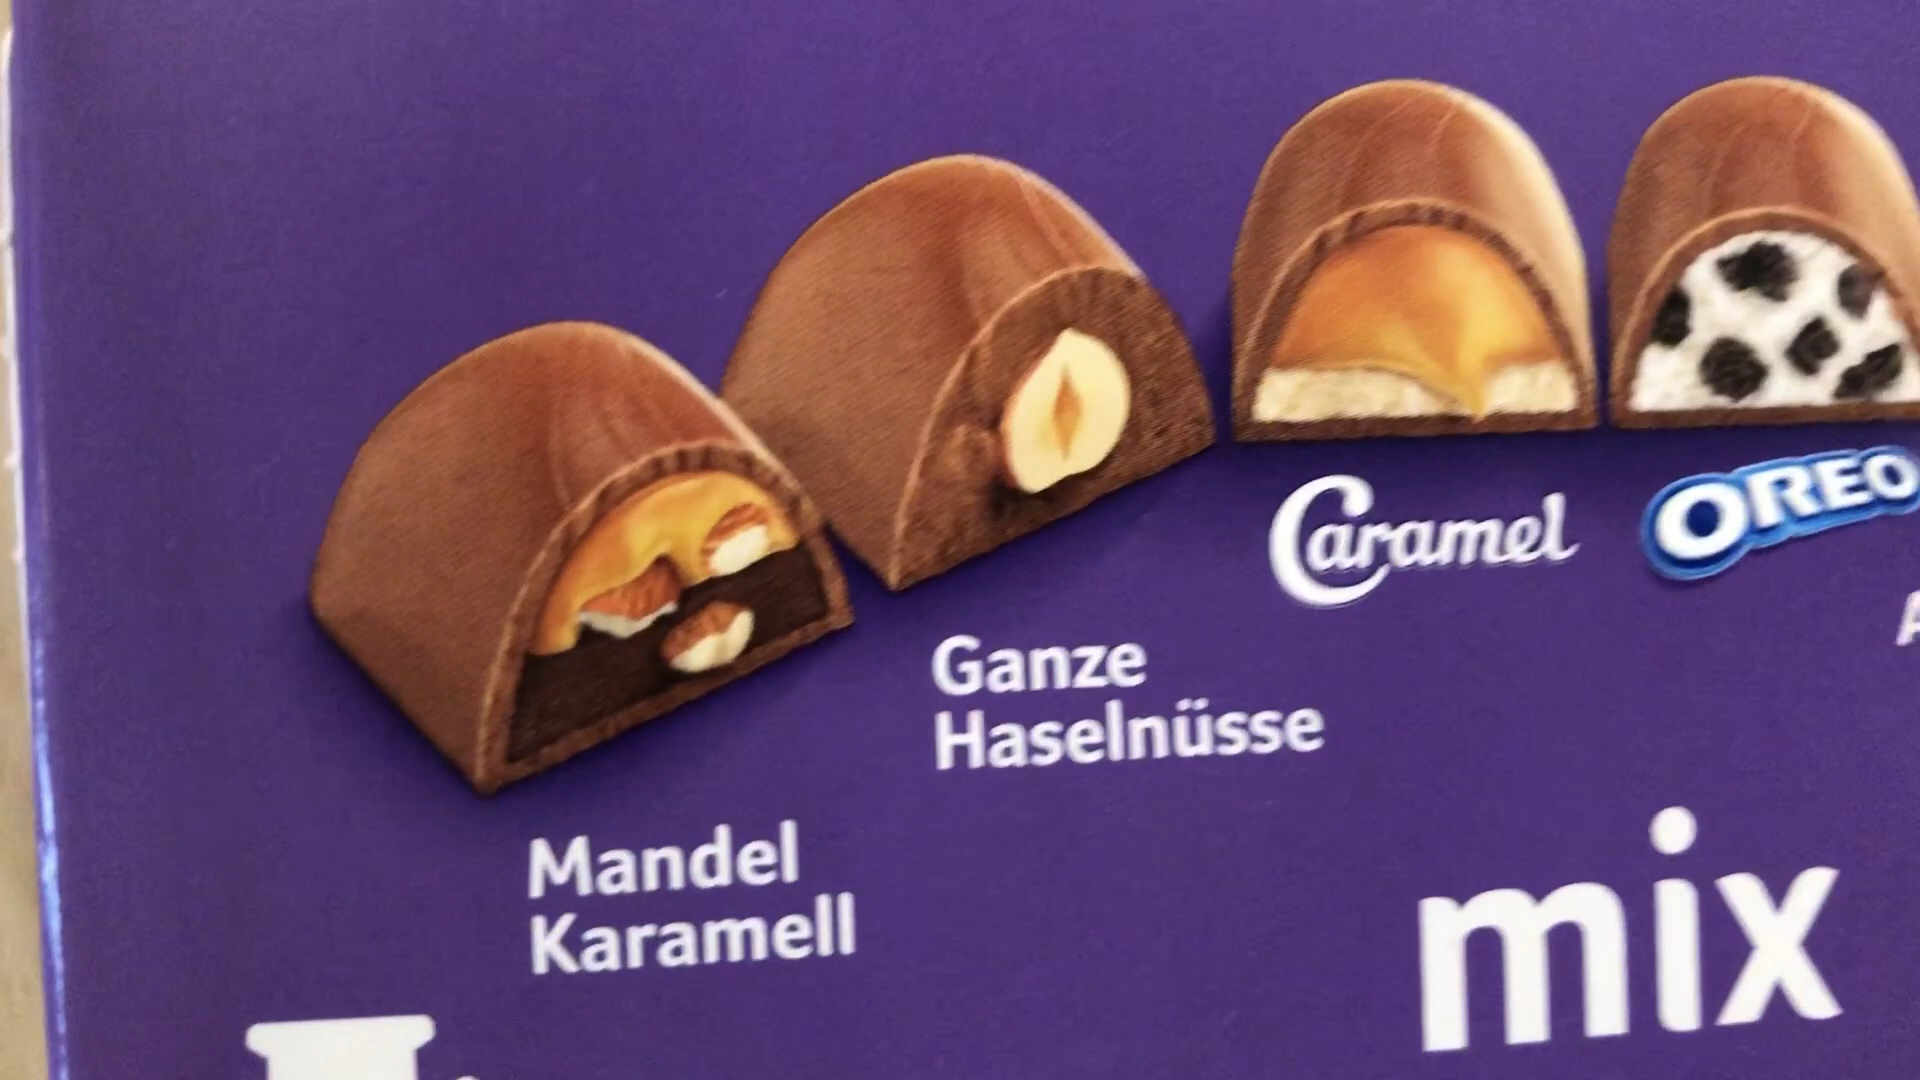 Caramel
OREO
Ganze
Haselnüsse
Mandel
Karamell
mix